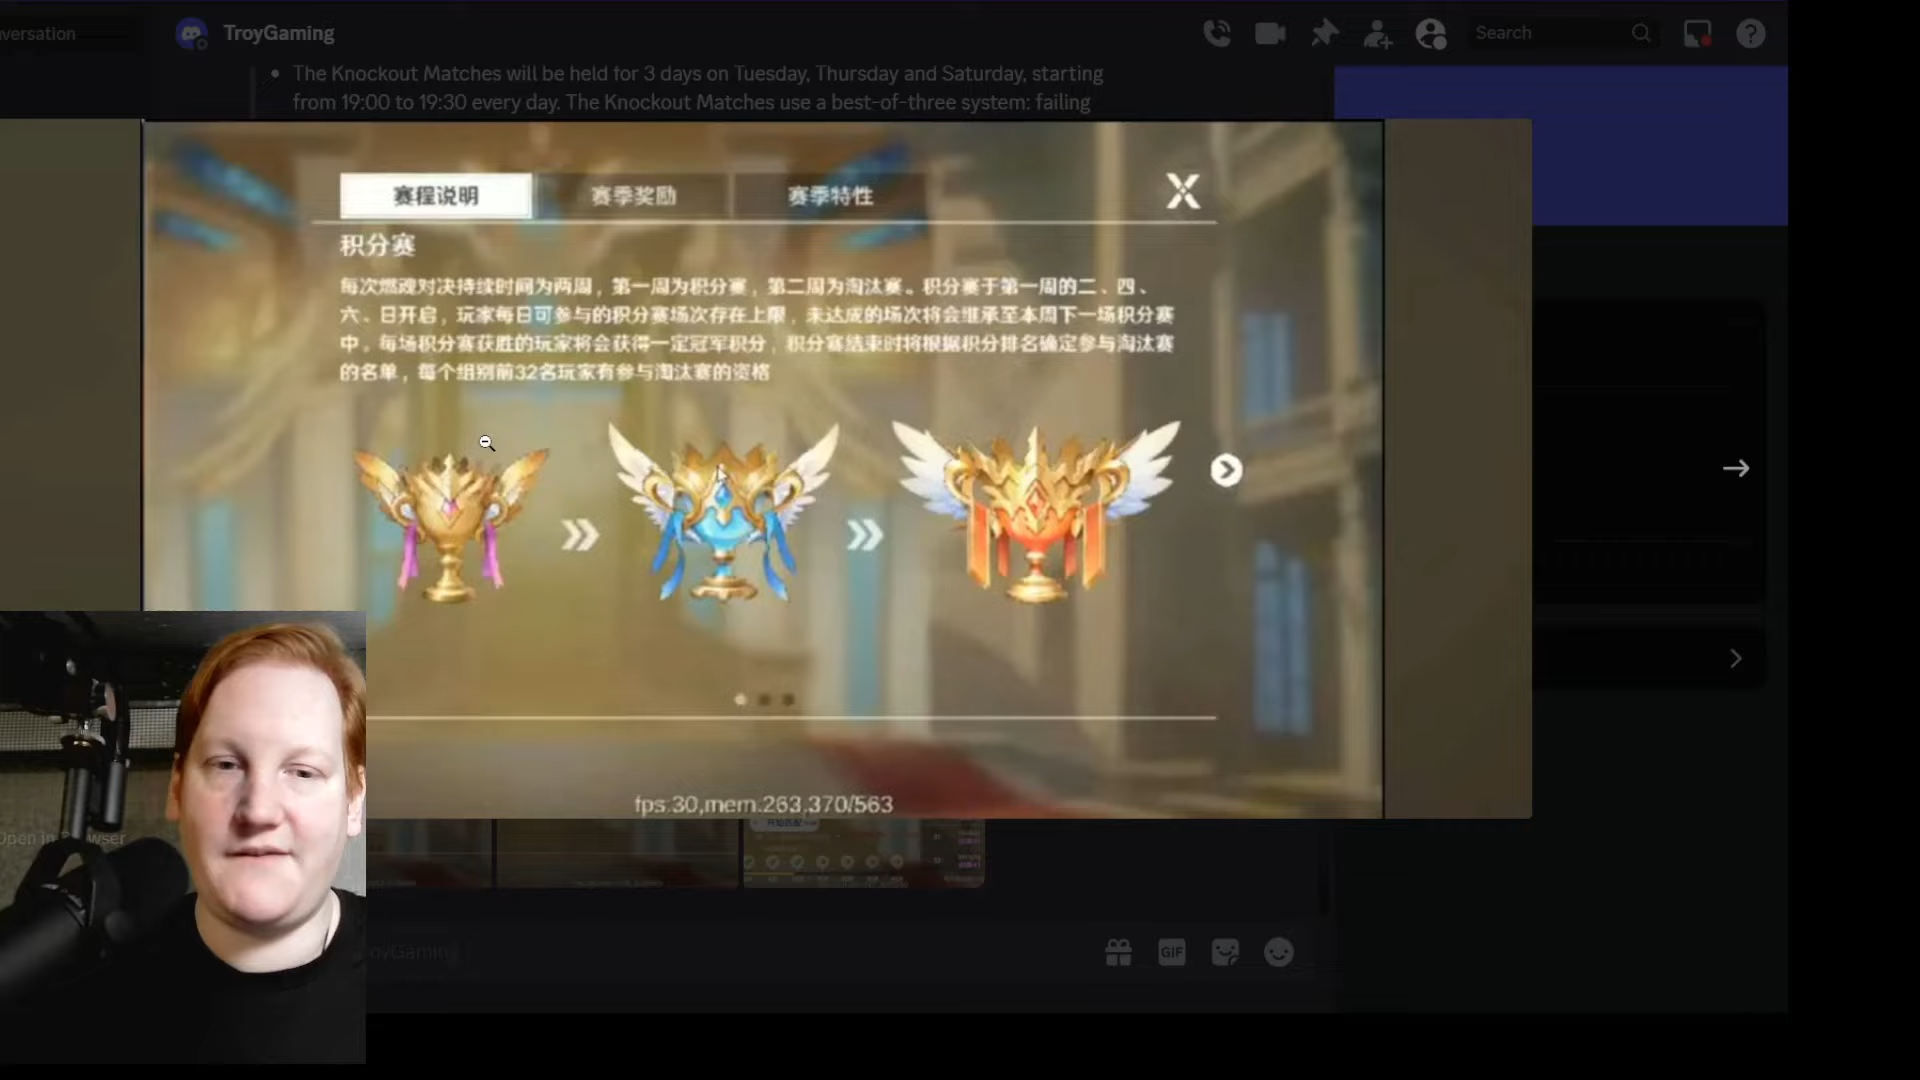 versation
TroyGaming
Search
The Knockout Matches will be held for 3 days on Tuesday, Thursday and Saturday, starting
from 19:00 to 19:30 every day. The Knockout Matches use a best-of-three system: failing
赛程说明
赛季奖励
赛季特性
积分赛
每次燃魂对决持续时间为两周，第一周为积分赛，第二周为淘汰赛。积分赛于第一周的二、四、
六、日开启，玩家每日可参与的积分赛场次存在上限，未达成的场次将会继承至本周下一场积分赛
中。每场积分赛获胜的玩家将会获得一定冠军积分，积分赛结束时将根据积分排名确定参与淘汰赛
的名单，每个组别前32名玩家有参与淘汰赛的资格
fps:30,mem.263,370/563
Open in Browser
oyGaming
GIF